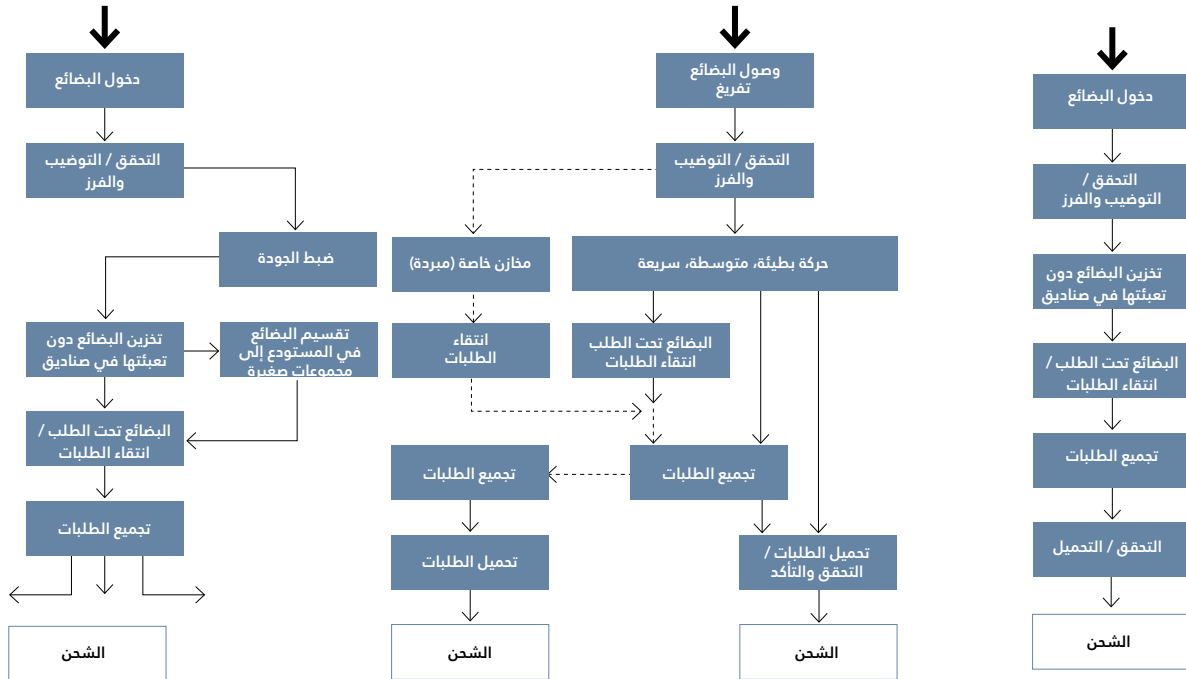 دخول البضائع
التحقق / التوضيب
والفرز
ضبط الجودة
تخزين البضائع دون
تعبئتها في صناديق
تقسيم البضائع
في المستودع إلى
مجموعات صغيرة
البضائع تحت الطلب /
انتقاء الطلبات
تجميع الطلبات
الشحن
وصول البضائع
تفريغ
التحقق / التوضيب
والفرز
مخازن خاصة (مبردة)
حركة بطيئة، متوسطة، سريعة
انتقاء
الطلبات
البضائع تحت الطلب
انتقاء الطلبات
تجميع الطلبات
تجميع الطلبات
تحميل الطلبات
تحميل الطلبات /
التحقق والتأكد
الشحن
الشحن
دخول البضائع
التحقق /
التوضيب والفرز
تخزين البضائع دون
تعبئتها في صناديق
البضائع تحت الطلب /
انتقاء الطلبات
تجميع الطلبات
التحقق / التحميل
الشحن